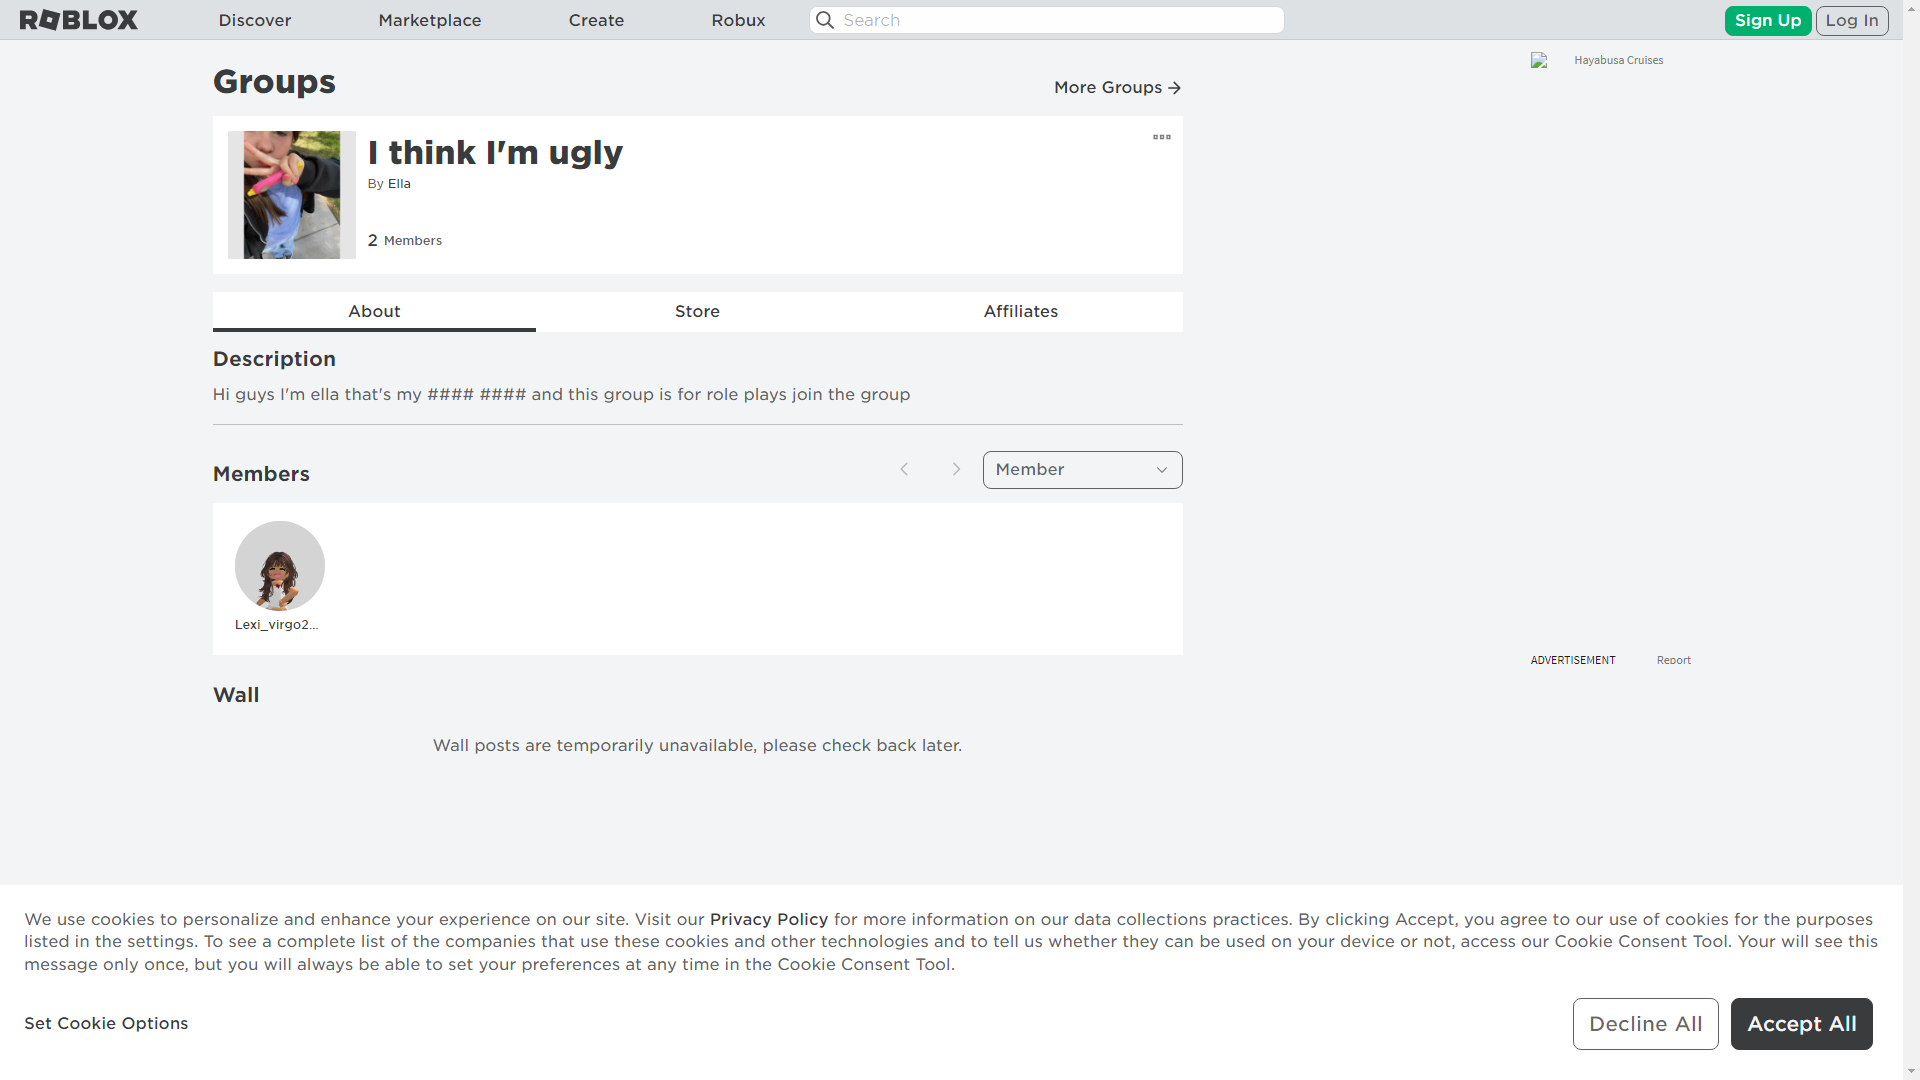 ROBLOX Discover Marketplace Create Robux Search Sign Up Log In
Hayabusa Cruises
Groups
More Groups
I think I'm ugly
By Ella
2 Members
About Store Affiliates
Description
Hi guys I'm ella that's my #### #### and this group is for role plays join the group
Members
Member
Lexi_virgo2...
ADVERTISEMENT Report
Wall
Wall posts are temporarily unavailable, please check back later.
We use cookies to personalize and enhance your experience on our site. Visit our Privacy Policy for more information on our data collections practices. By clicking Accept, you agree to our use of cookies for the purposes
listed in the settings. To see a complete list of the companies that use these cookies and other technologies and to tell us whether they can be used on your device or not, access our Cookie Consent Tool. Your will see this
message only once, but you will always be able to set your preferences at any time in the Cookie Consent Tool.
Set Cookie Options
Decline All
Accept All